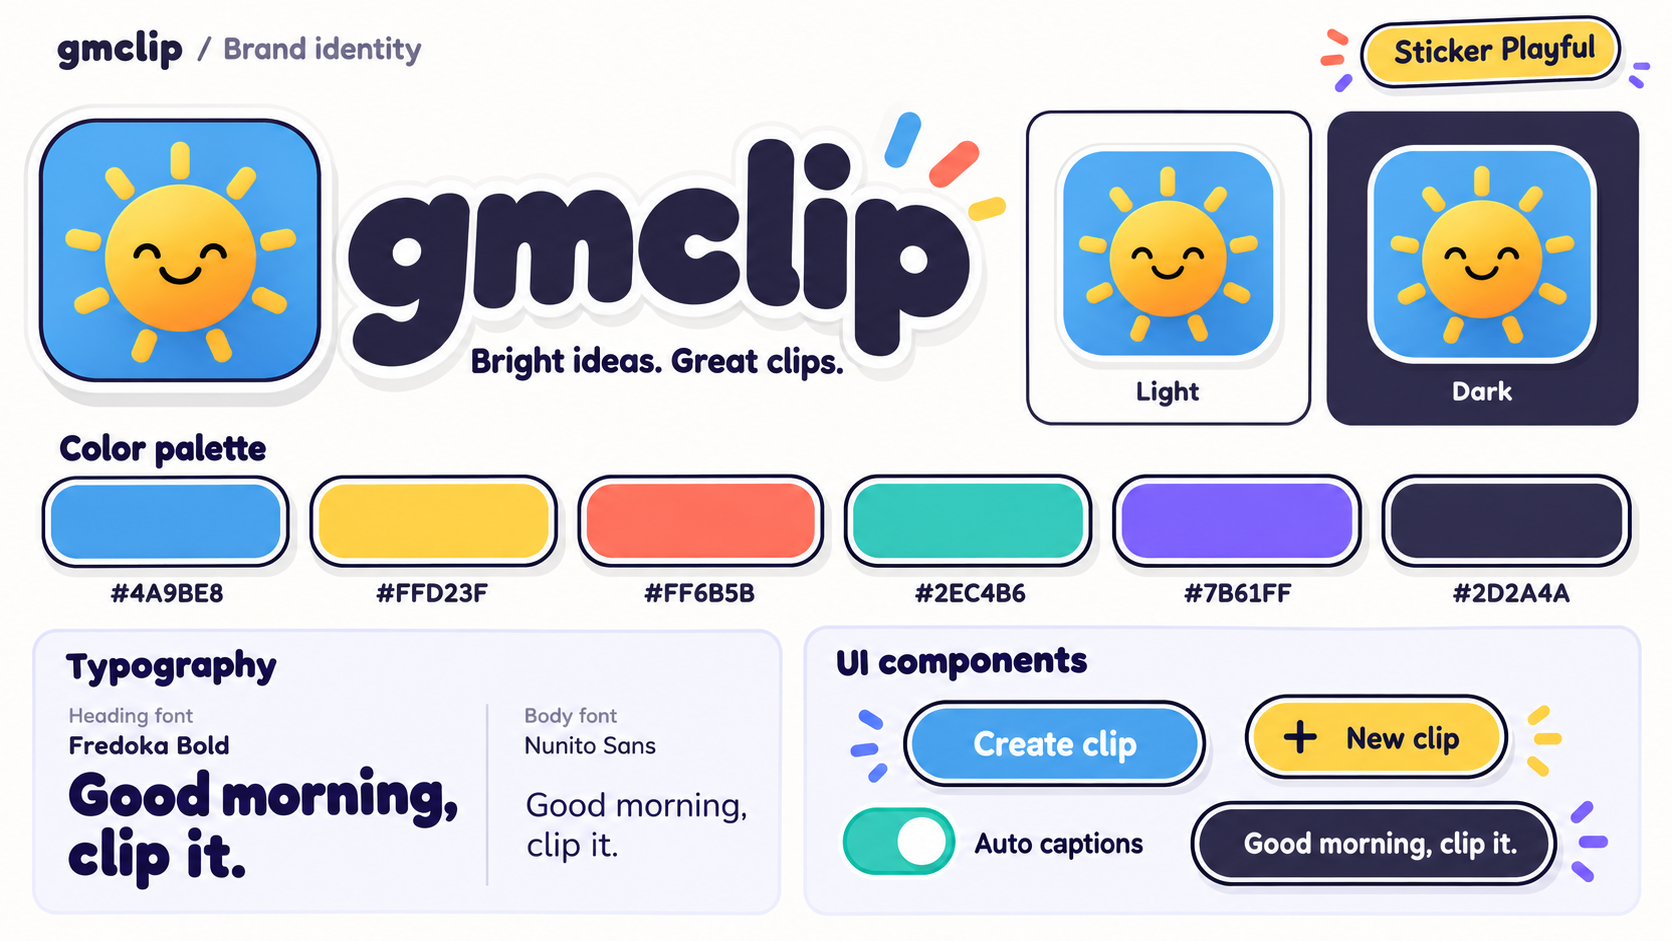 gmclip / Brand identity
Sticker Playful
gmclip
Bright ideas. Great clips.
Light
Dark
Color palette
#4A9BE8
#FFD23F
#FF6B5B
#2EC4B6
#7B61FF
#2D2A4A
Typography
Heading font
Fredoka Bold
Good morning,
clip it.
Body font
Nunito Sans
Good morning,
clip it.
UI components
Create clip
+ New clip
Auto captions
Good morning, clip it.